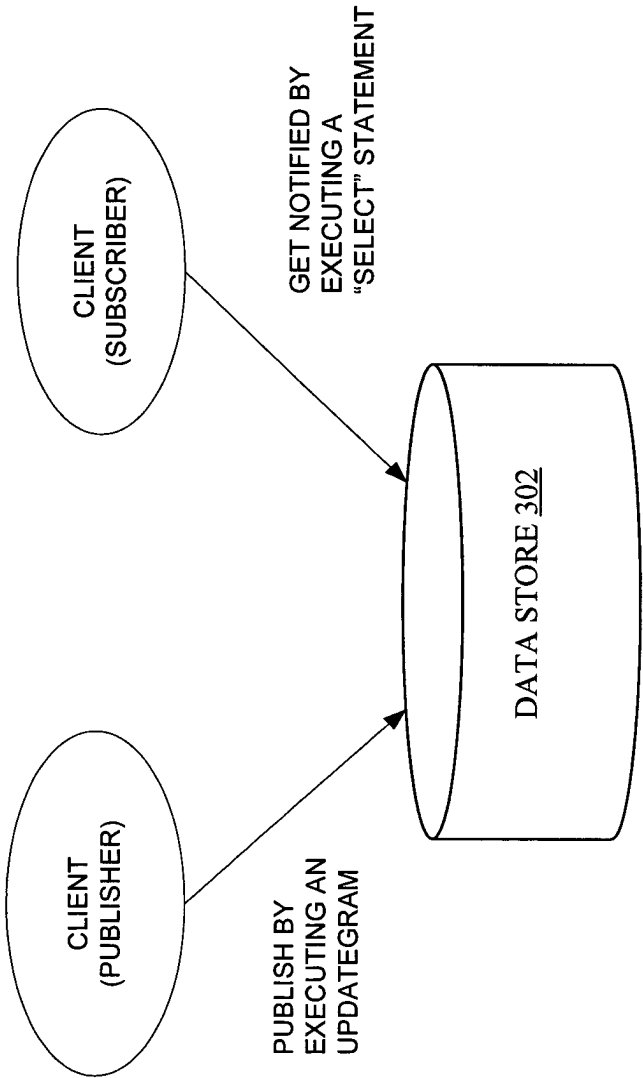 CLIENT
(PUBLISHER)
CLIENT
(SUBSCRIBER)
PUBLISH BY
EXECUTING AN
UPDATEGRAM
GET NOTIFIED BY
EXECUTING A
"SELECT" STATEMENT
DATA STORE 302